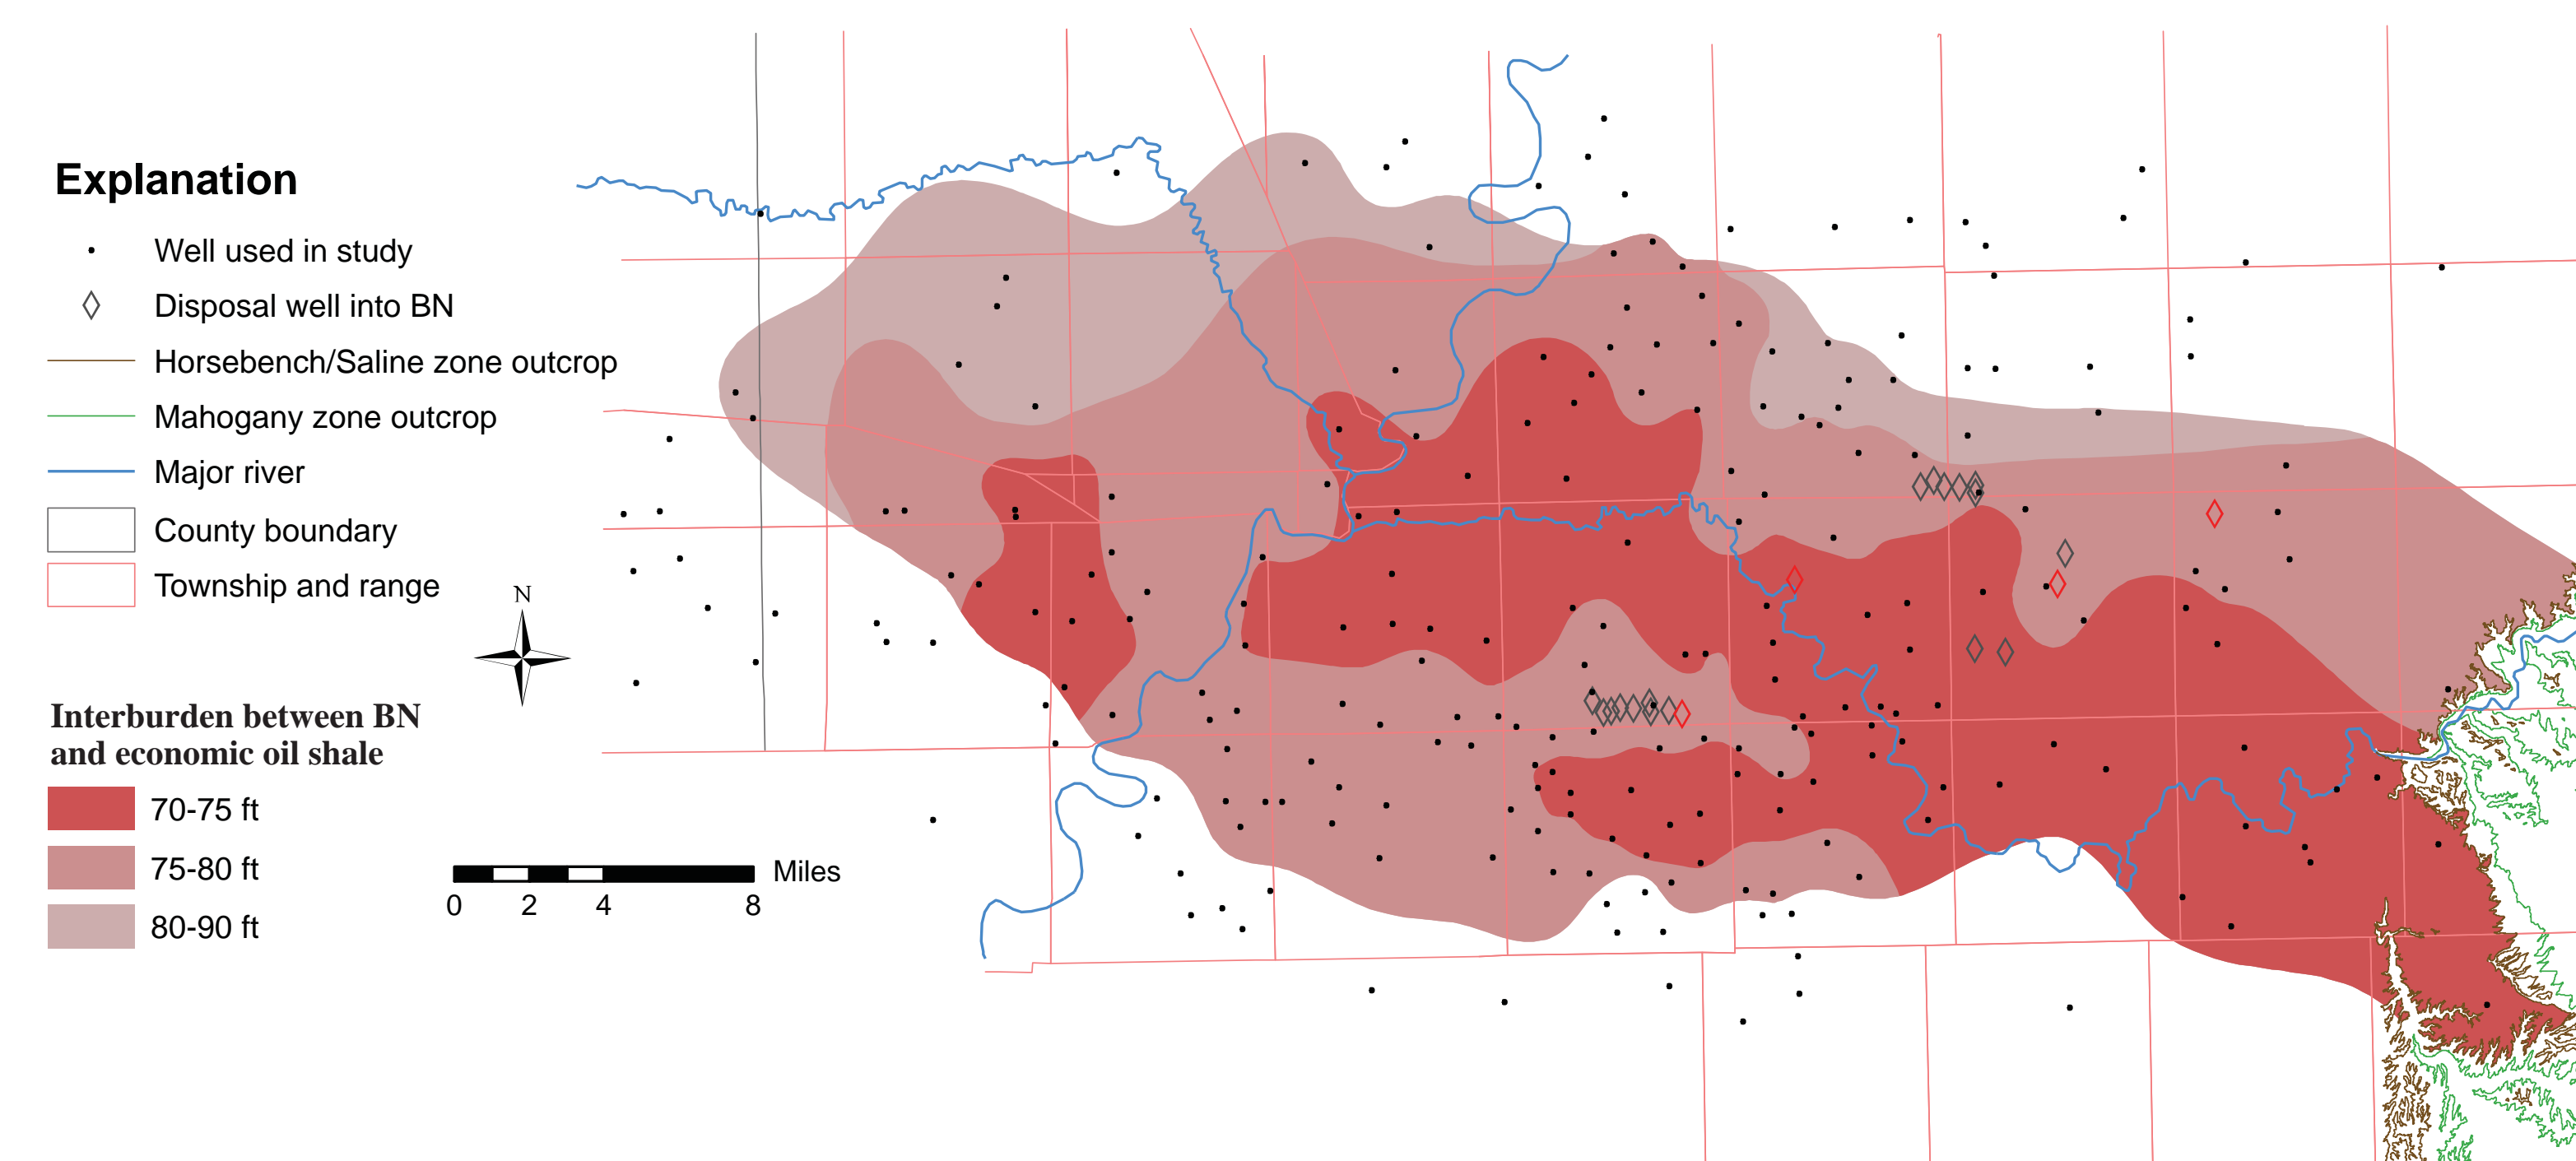 Explanation
Well used in study
Disposal well into BN
Horsebench/Saline zone outcrop
Mahogany zone outcrop
Major river
County boundary
Township and range
N
Interburden between BN
and economic oil shale
70-75 ft
75-80 ft
80-90 ft
Miles
0 2 4 8